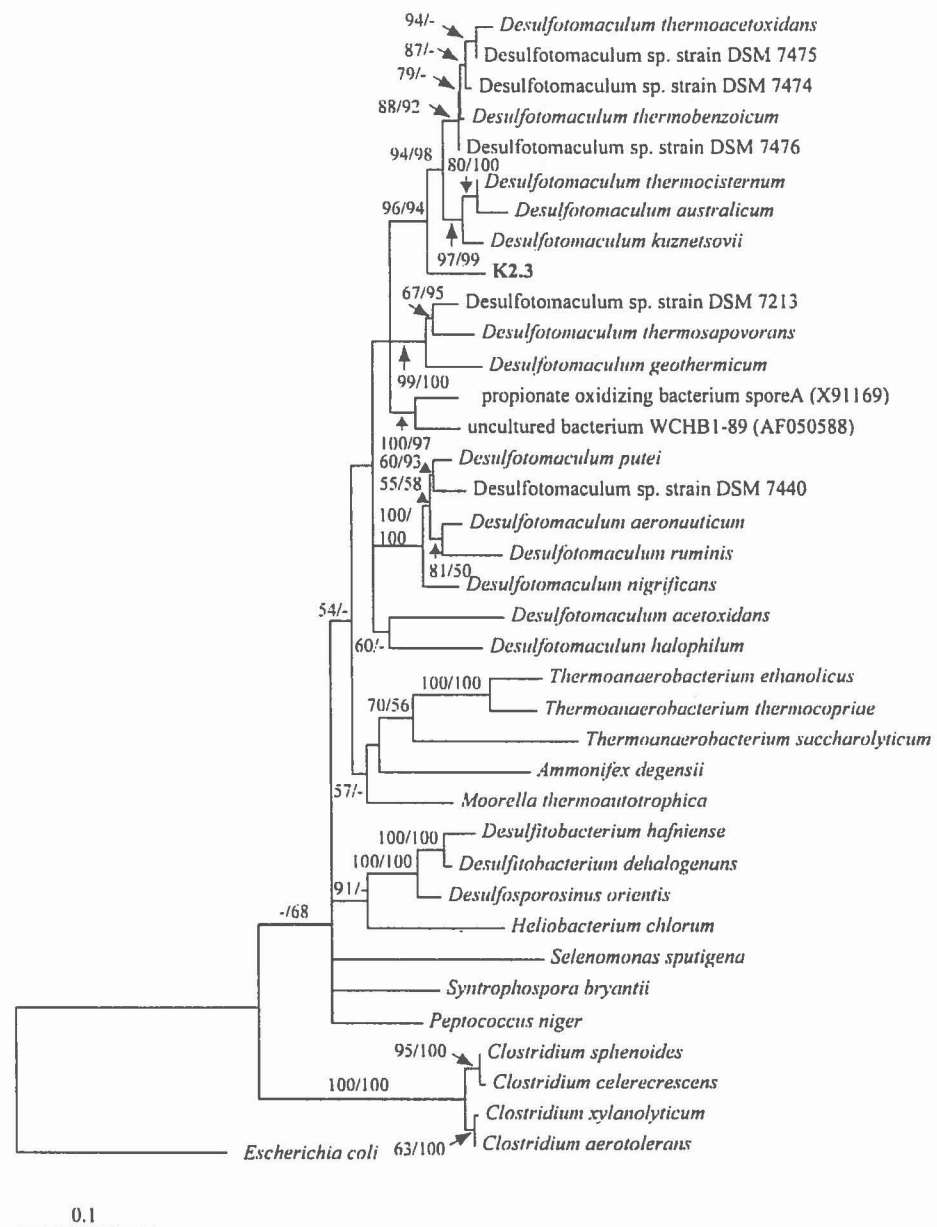 94/-
Desulfotomaculum thermoacetoxidans
87/-
Desulfotomaculum sp. strain DSM 7475
79/-
Desulfotomaculum sp. strain DSM 7474
88/92
Desulfotomaculum thermobenzoicum
94/98
Desulfotomaculum sp. strain DSM 7476
80/100
Desulfotomaculum thermocisternum
96/94
Desulfotomaculum australicum
Desulfotomaculum kuznetsovii
97/99
K2.3
67/95
Desulfotomaculum sp. strain DSM 7213
Desulfotomaculum thermosapovorans
Desulfotomaculum geothermicum
99/100
propionate oxidizing bacterium sporeA (X91169)
uncultured bacterium WCHB1-89 (AF050588)
100/97
60/93
Desulfotomaculum putei
55/58
Desulfotomaculum sp. strain DSM 7440
100/
100
Desulfotomaculum aeronauticum
Desulfotomaculum ruminis
81/50
Desulfotomaculum nigrificans
54/-
Desulfotomaculum acetoxidans
60/-
Desulfotomaculum halophilum
100/100
Thermoanaerobacterium ethanolicus
70/56
Thermoanaerobacterium thermocopriae
Thermoanaerobacterium saccharolyticum
Ammonifex degensii
57/-
Moorella thermoautotrophica
100/100
Desulfitobacterium hafniense
100/100
Desulfitobacterium dehalogenans
91/-
Desulfosporosinus orientis
-/68
Heliobacterium chlorum
Selenomonas sputigena
Syntrophospora bryantii
Peptococcus niger
95/100
Clostridium sphenoides
100/100
Clostridium celerecrescens
Clostridium xylanolyticum
Escherichia coli
63/100
Clostridium aerotolerans
0.1